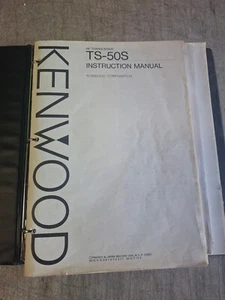 HF TRANSCEIVER
TS-50S
INSTRUCTION MANUAL
KENWOOD CORPORATION
KENWOOD